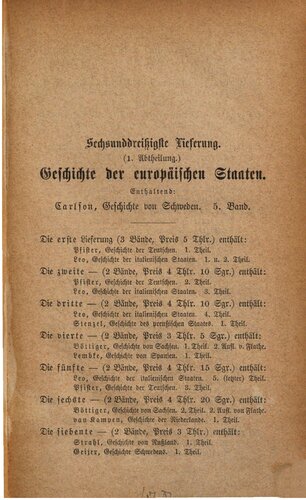 Sechsunddreißigste Lieferung.
(1. Abtheilung.)
Geschichte der europäischen Staaten.
Enthaltend:
Carlson, Geschichte von Schweden. 5. Band.
Die erste Lieferung (3 Bände, Preis 5 Thlr.) enthält:
Pfister, Geschichte der Teutschen. 1. Theil.
Leo, Geschichte der italienischen Staaten. 1. u. 2. Theil.
Die zweite — (2 Bände, Preis 4 Thlr. 10 Sgr.) enthält:
Pfister, Geschichte der Teutschen. 2. Theil.
Leo, Geschichte der italienischen Staaten. 3. Theil.
Die dritte — (2 Bände, Preis 4 Thlr. 10 Sgr.) enthält:
Leo, Geschichte der italienischen Staaten. 4. Theil.
Stenzel, Geschichte des preußischen Staates. 1. Theil.
Die vierte — (2 Bände, Preis 3 Thlr. 5 Sgr.) enthält:
Böttiger, Geschichte von Sachsen. 1. Theil. 2. Aufl. v. Flathe.
Lembke, Geschichte von Spanien. 1. Theil.
Die fünfte — (2 Bände, Preis 4 Thlr. 15 Sgr.) enthält:
Leo, Geschichte der italienischen Staaten. 5. (letzter) Theil.
Pfister, Geschichte der Teutschen. 3. Theil.
Die sechste — (2 Bände, Preis 4 Thlr. 20 Sgr.) enthält:
Böttiger, Geschichte von Sachsen. 2. Theil. 2. Aufl. von Flathe.
van Kampen, Geschichte der Niederlande. 1. Theil.
Die siebente — (2 Bände, Preis 3 Thlr.) enthält:
Strahl, Geschichte von Rußland. 1. Theil.
Geijer, Geschichte Schwedens. 1. Theil.